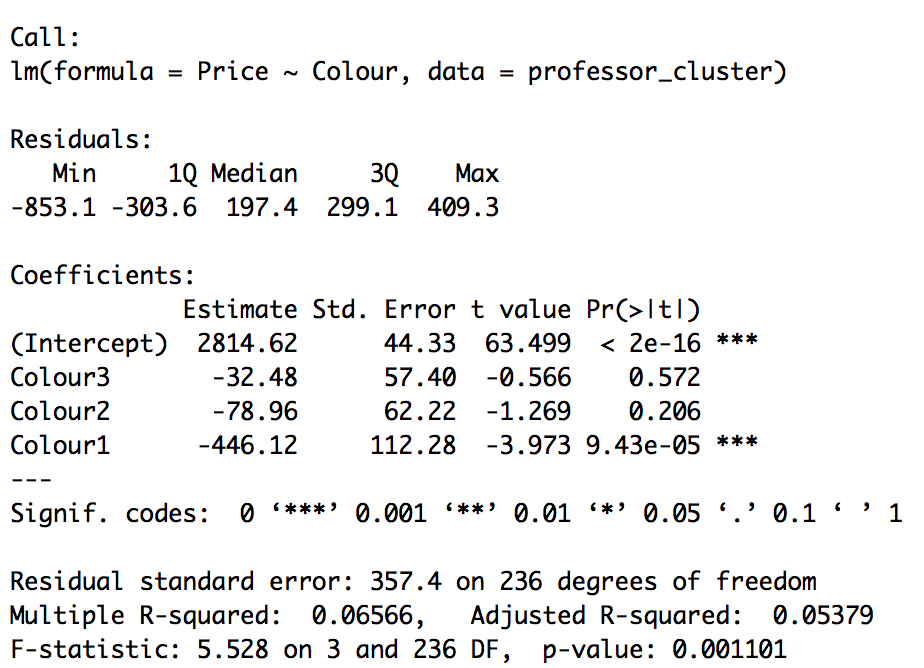 Call:
lm(formula = Price ~ Colour, data = professor_cluster)
Residuals:
   Min     1Q Median     3Q    Max
-853.1 -303.6  197.4  299.1  409.3
Coefficients:
            Estimate Std. Error t value Pr(>|t|)
(Intercept)  2814.62      44.33  63.499  < 2e-16 ***
Colour3       -32.48      57.40  -0.566    0.572
Colour2       -78.96      62.22  -1.269    0.206
Colour1      -446.12     112.28  -3.973 9.43e-05 ***
---
Signif. codes:  0 ‘***’ 0.001 ‘**’ 0.01 ‘*’ 0.05 ‘.’ 0.1 ‘ ’ 1
Residual standard error: 357.4 on 236 degrees of freedom
Multiple R-squared:  0.06566,   Adjusted R-squared:  0.05379
F-statistic: 5.528 on 3 and 236 DF,  p-value: 0.001101